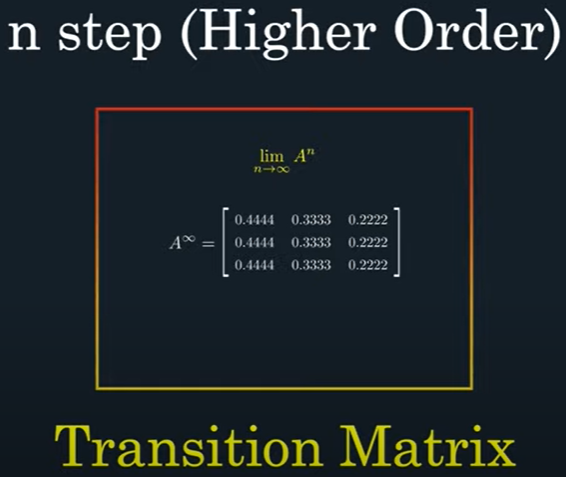 n step (Higher Order)
lim Aⁿ
n→∞
0.4444 0.3333 0.2222
A^∞ = 0.4444 0.3333 0.2222
0.4444 0.3333 0.2222
Transition Matrix